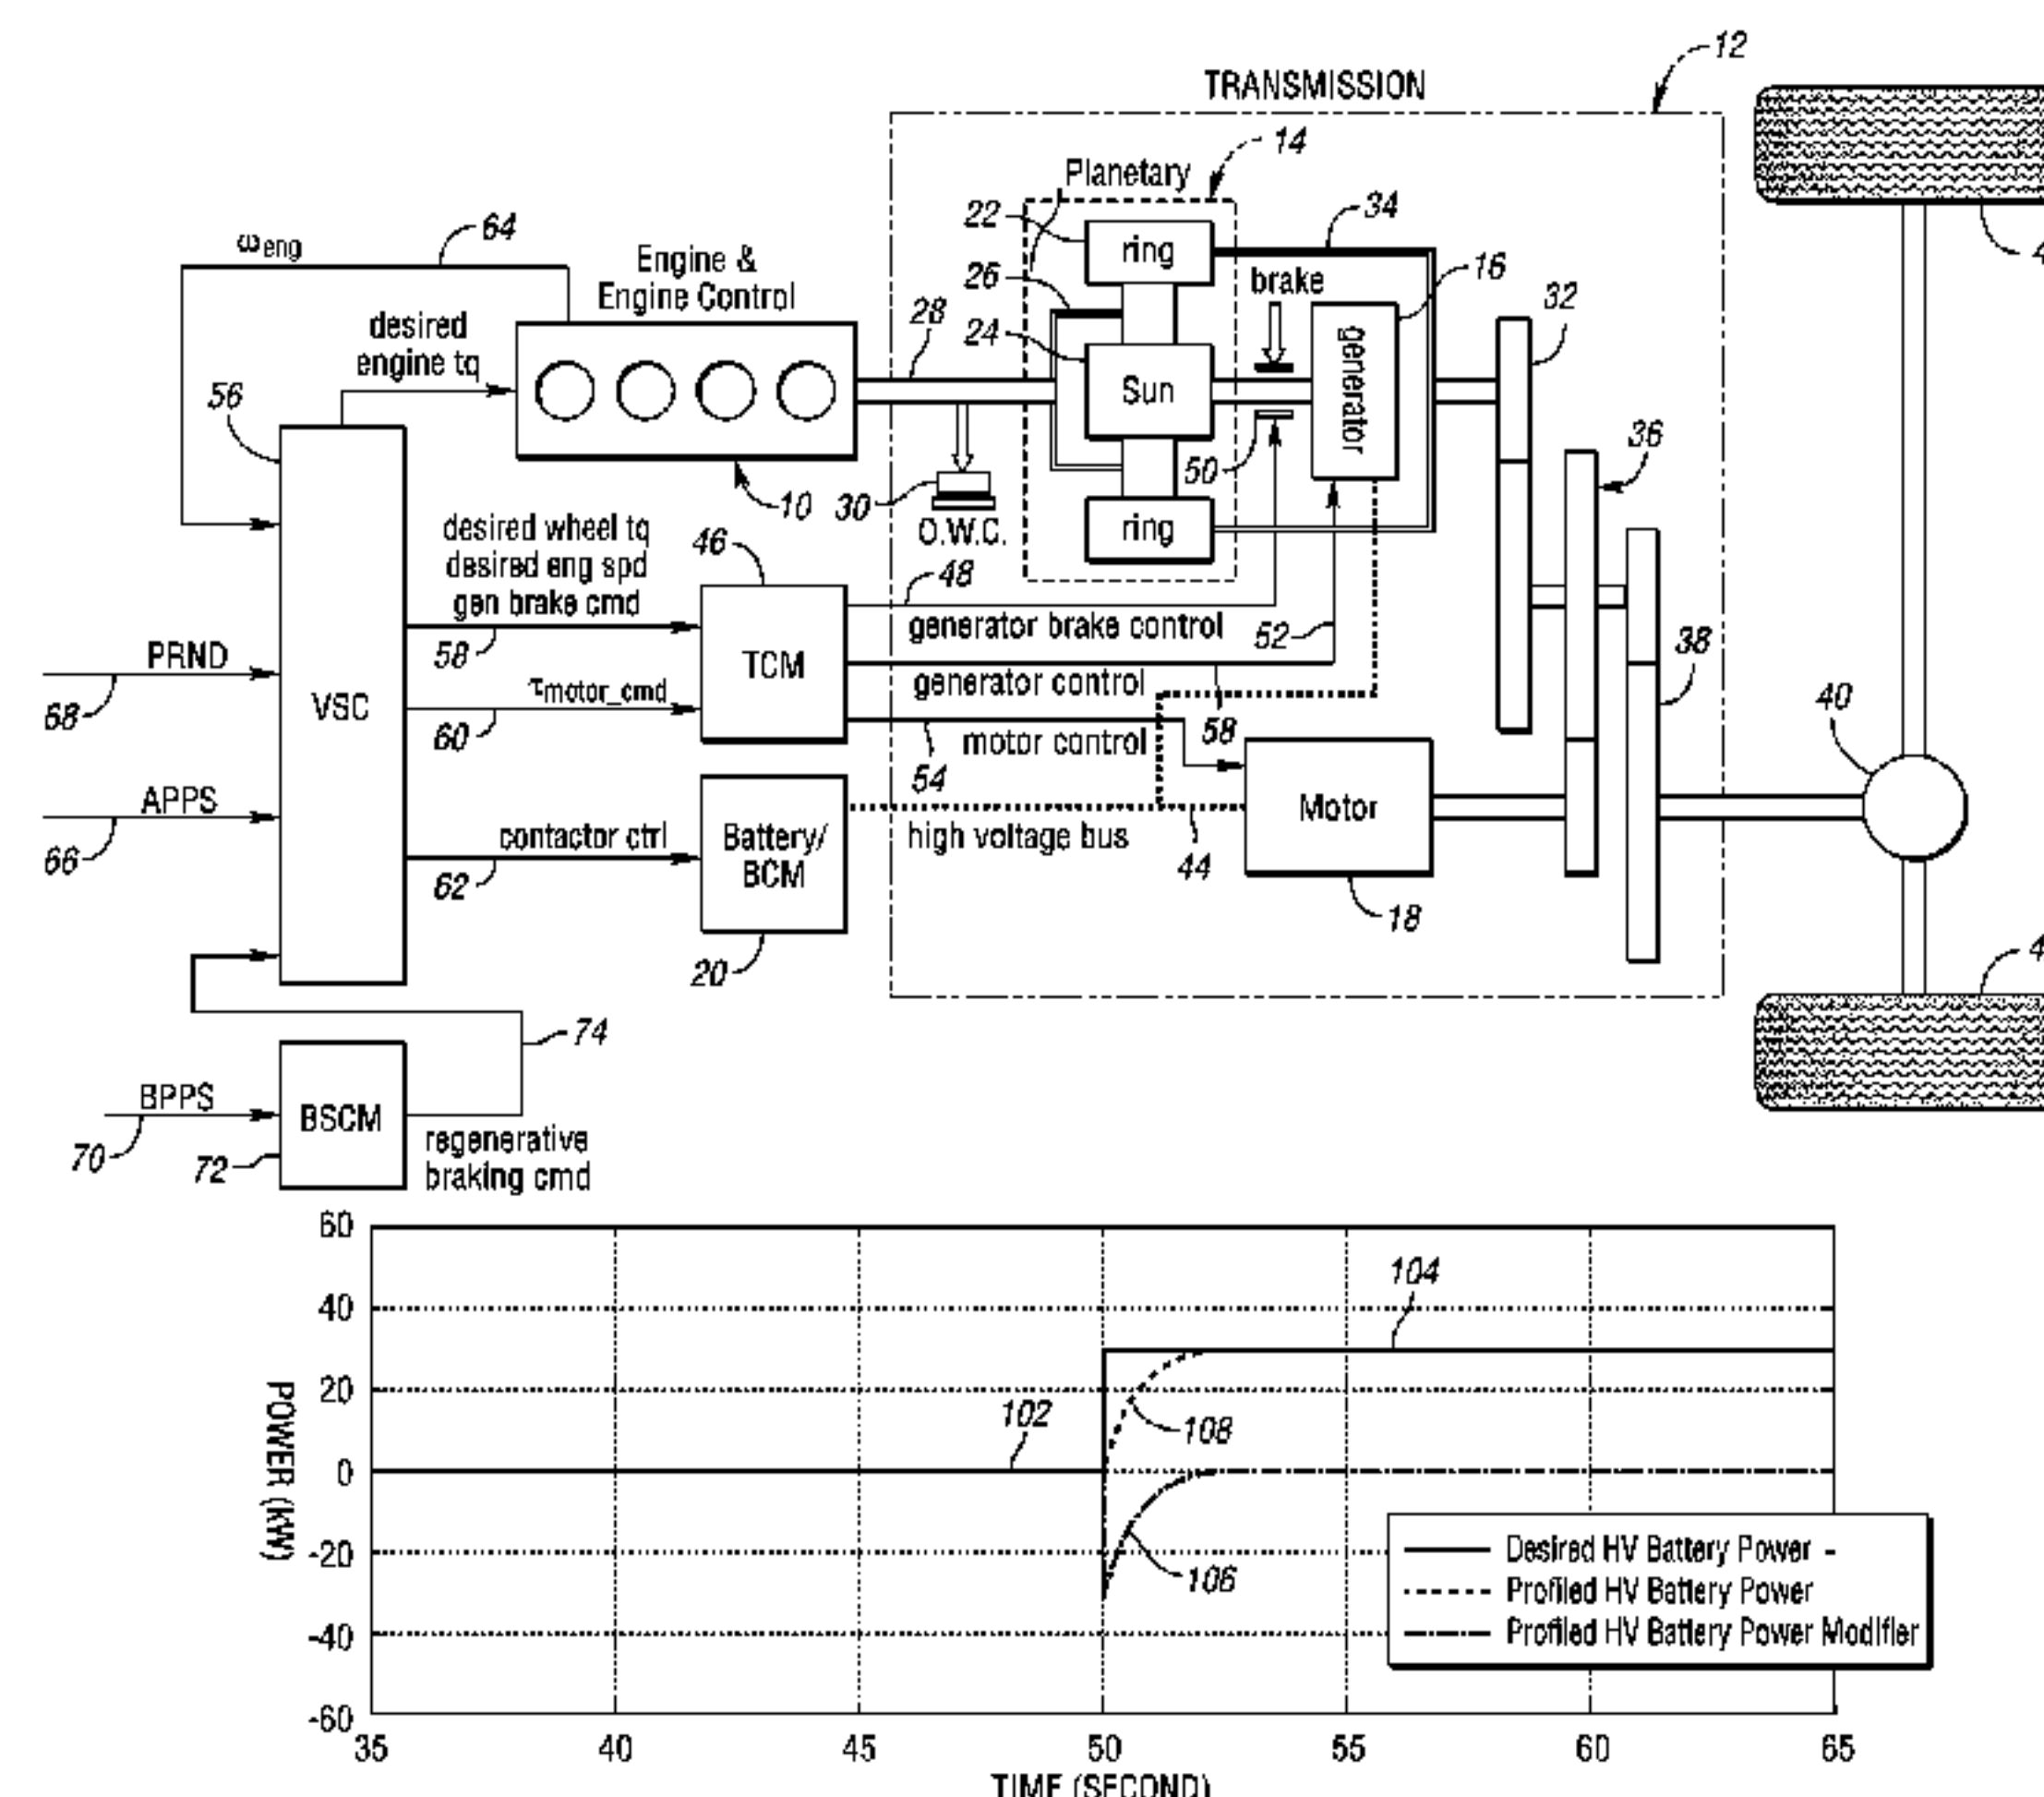 12
TRANSMISSION
14
Planetary
22
ring
34
ωeng
64
Engine &
Engine Control
26
brake
16
32
desired
engine tq
28
24
Sun
generator
56
36
50
10
30
O.W.C.
ring
desired wheel tq
desired eng spd
gen brake cmd
46
48
generator brake control
52
38
58
PRND
TCM
generator control
68
VSC
τmotor_cmd
60
58
40
motor control
54
APPS
66
contactor ctrl
62
Battery/
BCM
high voltage bus
44
Motor
18
20
74
BPPS
BSCM
70
72
regenerative
braking cmd
60
104
40
20
102
108
POWER (KW)
0
106
-20
Desired HV Battery Power -
Profiled HV Battery Power
Profiled HV Battery Power Modifier
-40
-60
35 40 45 50 55 60 65
TIME (SECOND)